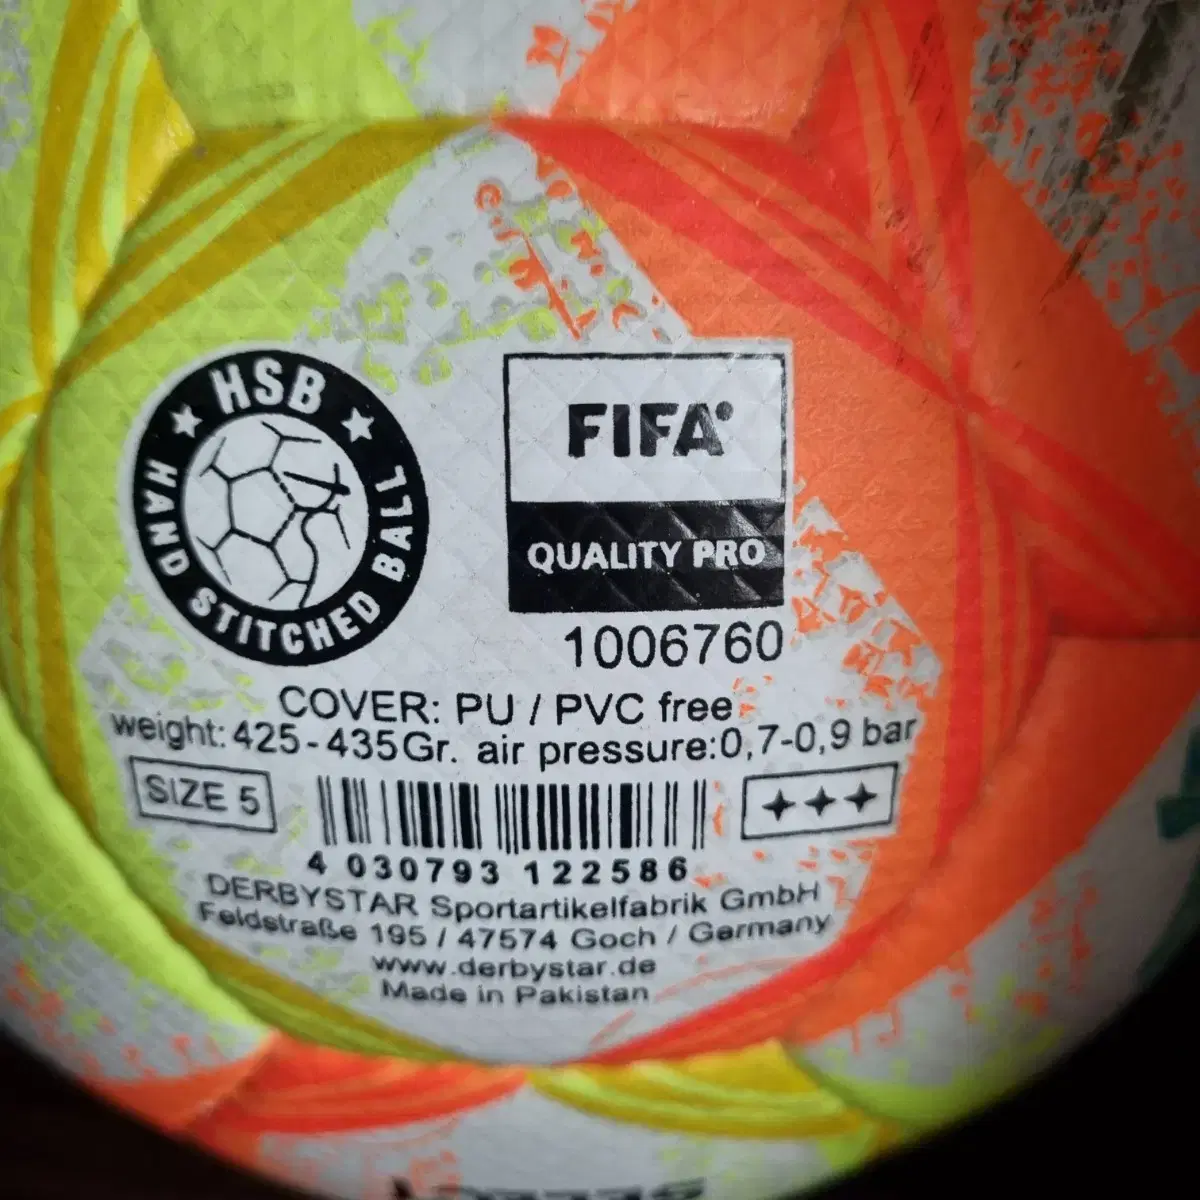 HSB
HAND STITCHED BALL
FIFA®
QUALITY PRO
1006760
COVER: PU / PVC free
weight: 425-435Gr. air pressure:0,7-0,9 bar
SIZE 5
4 030793 122586
DERBYSTAR Sportartikelfabrik GmbH
Feldstraße 195 / 47574 Goch / Germany
www.derbystar.de
Made in Pakistan